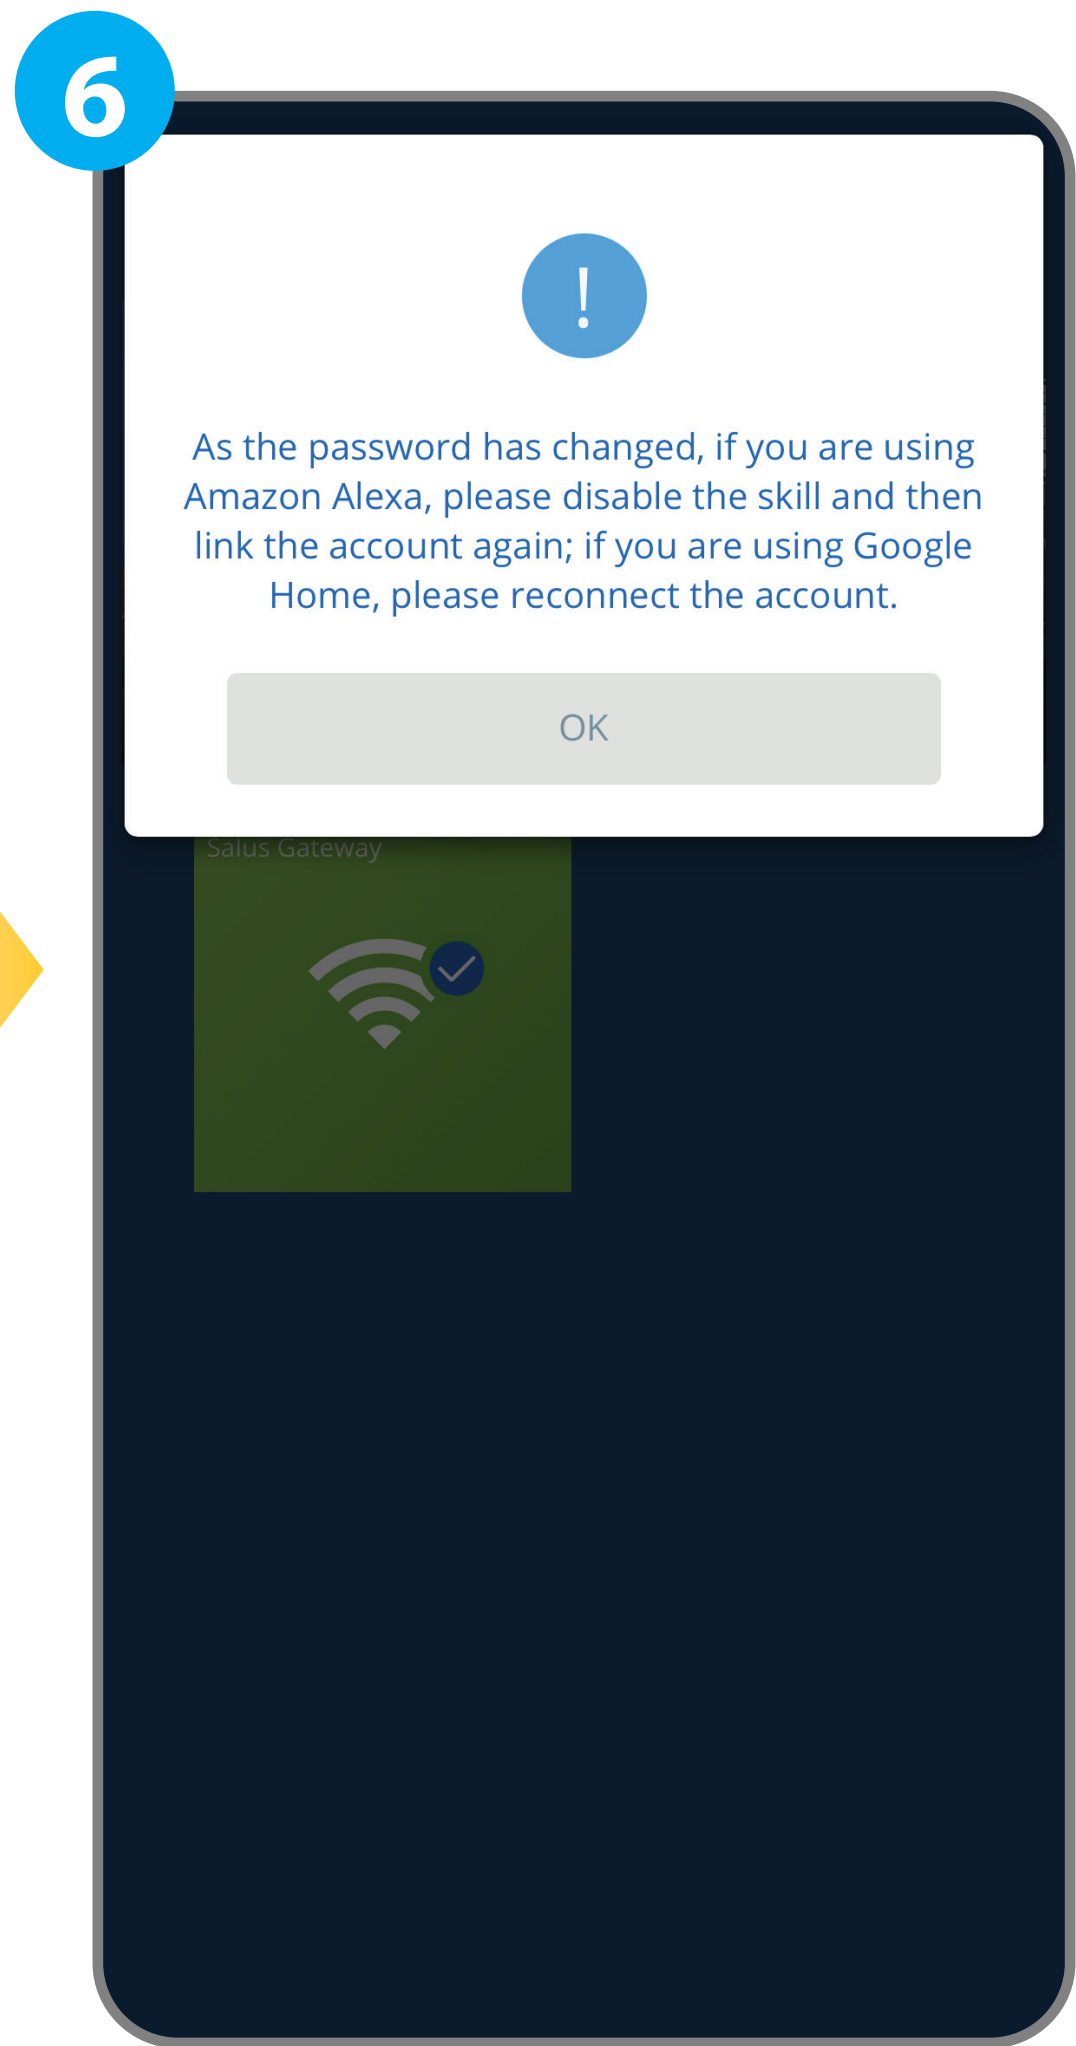 6
!
As the password has changed, if you are using
Amazon Alexa, please disable the skill and then
link the account again; if you are using Google
Home, please reconnect the account.
OK
Salus Gateway